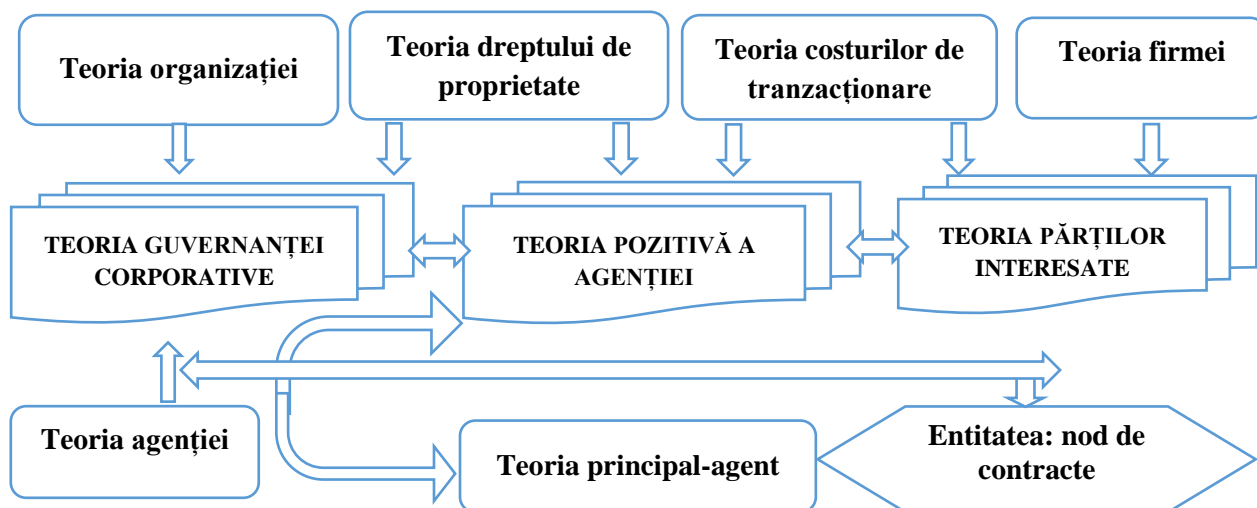 Teoria organizației
Teoria dreptului de
proprietate
Teoria costurilor de
tranzacționare
Teoria firmei
TEORIA GUVERNANȚEI
CORPORATIVE
TEORIA POZITIVĂ A
AGENȚIEI
TEORIA PĂRȚILOR
INTERESATE
Teoria agenției
Teoria principal-agent
Entitatea: nod de
contracte